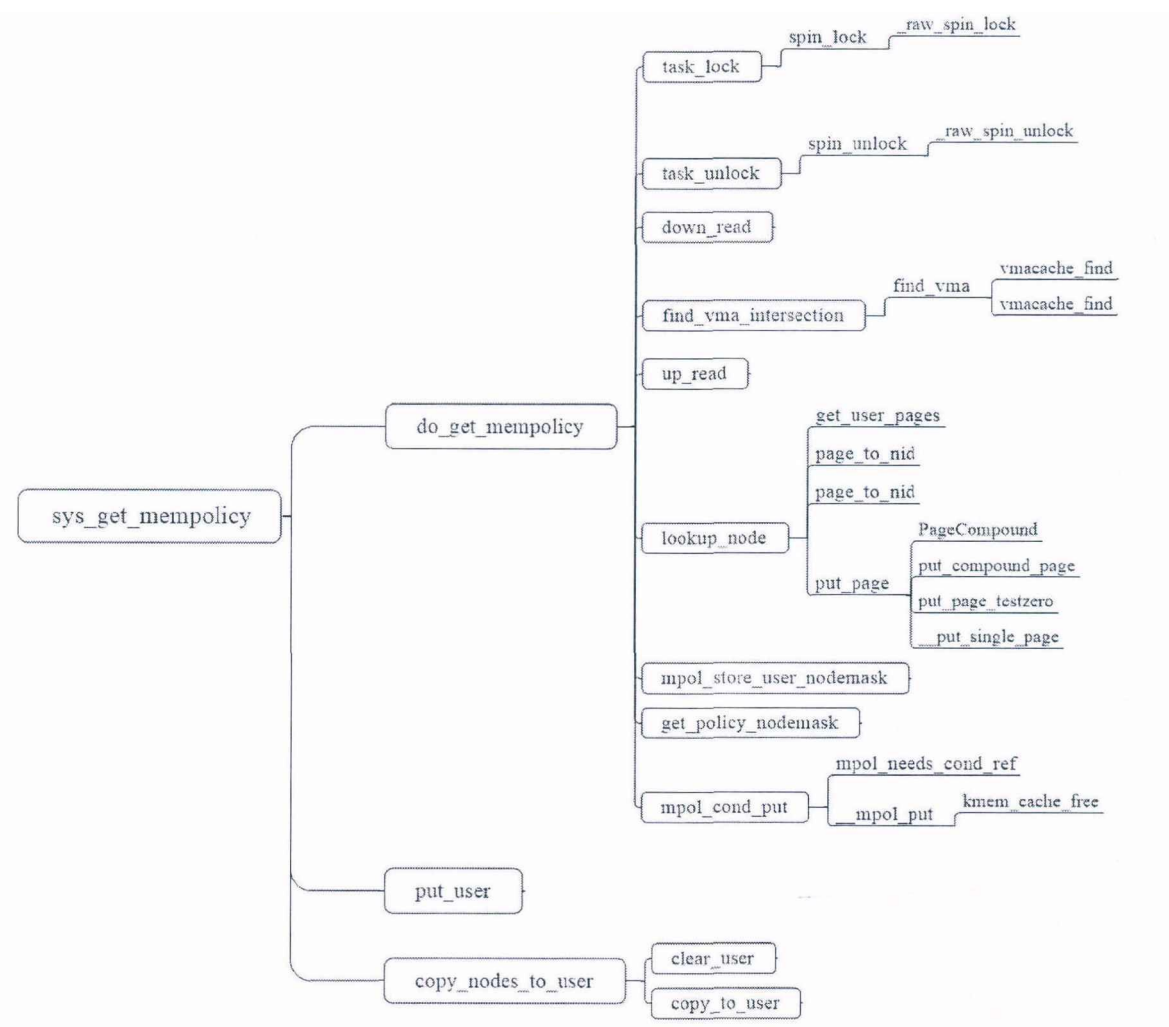 sys_get_mempolicy
do_get_mempolicy
task_lock
spin_lock
_raw_spin_lock
task_unlock
spin_unlock
_raw_spin_unlock
down_read
find_vma_intersection
find_vma
vmacache_find
vmacache_find
up_read
lookup_node
get_user_pages
page_to_nid
page_to_nid
put_page
PageCompound
put_compound_page
put_page_testzero
__put_single_page
mpol_store_user_nodemask
get_policy_nodemask
mpol_cond_put
mpol_needs_cond_ref
__mpol_put
kmem_cache_free
put_user
copy_nodes_to_user
clear_user
copy_to_user